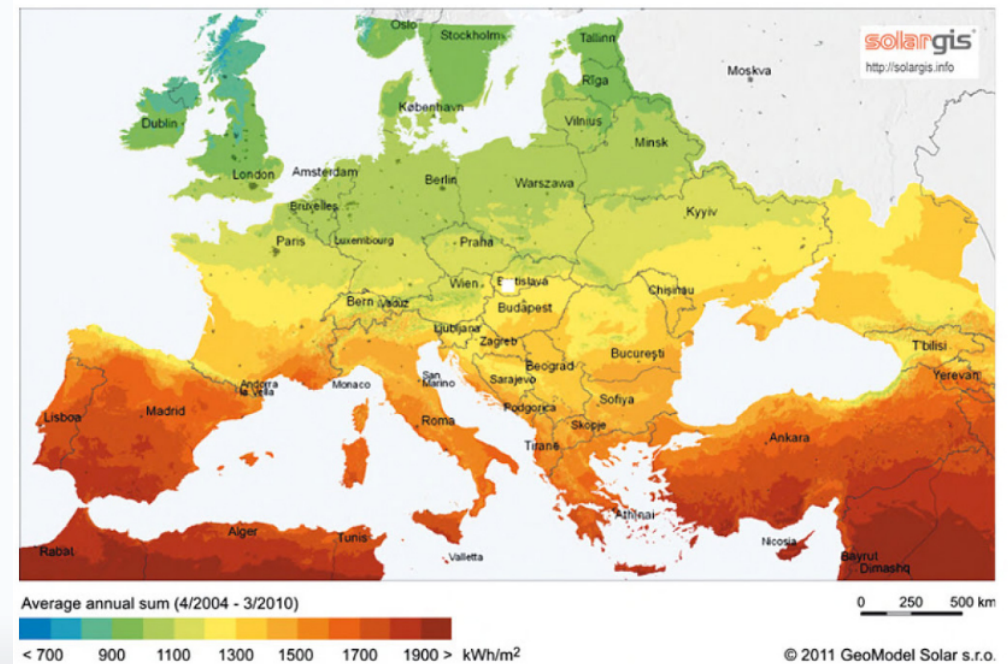 Oslo
Stockholm
Tallinn
solargis
http://solargis.info
Moskva
Rīga
København
Dublin
Vilnius
Minsk
London
Amsterdam
Berlin
Warszawa
Bruxelles
Kyyiv
Paris
Luxembourg
Praha
Wien
Bern
Vaduz
Budapest
Chişinău
Ljubljana
Zagreb
T'bilisi
Beograd
Bucureşti
Yerevan
Andorra
la Vella
Monaco
San
Marino
Sarajevo
Sofiya
Lisboa
Madrid
Podgorica
Roma
Skopje
Tiranë
Ankara
Athinai
Alger
Tunis
Nicosia
Rabat
Valletta
Bayrut
Dimashq
Average annual sum (4/2004 - 3/2010)
0 250 500 km
< 700 900 1100 1300 1500 1700 1900 > kWh/m²
© 2011 GeoModel Solar s.r.o.